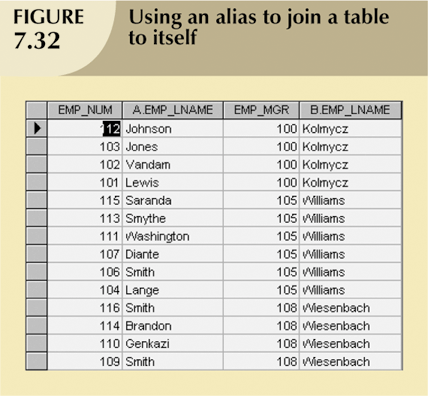 FIGURE 7.32
Using an alias to join a table to itself
EMP_NUM A.EMP_LNAME EMP_MGR B.EMP_LNAME
112 Johnson 100 Kolmycz
103 Jones 100 Kolmycz
102 Vandam 100 Kolmycz
101 Lewis 100 Kolmycz
115 Saranda 105 Williams
113 Smythe 105 Williams
111 Washington 105 Williams
107 Diante 105 Williams
106 Smith 105 Williams
104 Lange 105 Williams
116 Smith 108 Wiesenbach
114 Brandon 108 Wiesenbach
110 Genkazi 108 Wiesenbach
109 Smith 108 Wiesenbach